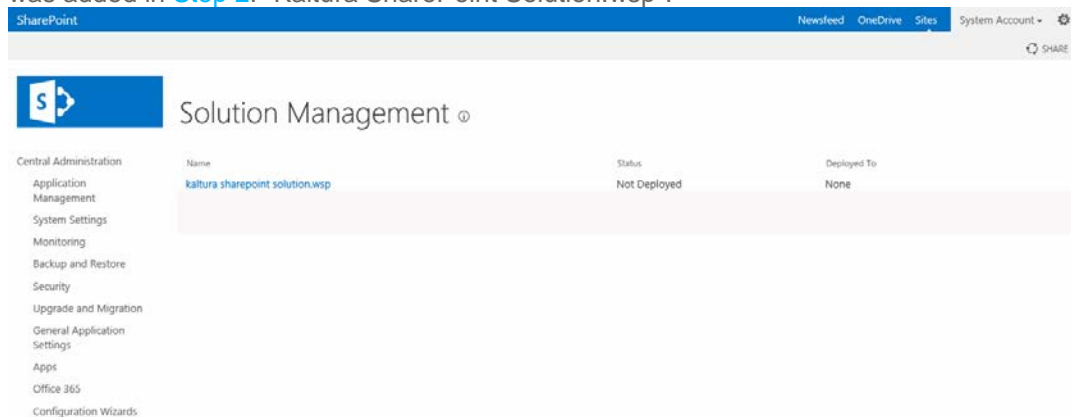 was added in Step 2: "Kaltura SharePoint Solution.wsp".
SharePoint Newsfeed OneDrive Sites System Account
SHARE
S
Solution Management
Central Administration
Name Status Deployed To
Application Management
kaltura sharepoint solution.wsp Not Deployed None
System Settings
Monitoring
Backup and Restore
Security
Upgrade and Migration
General Application Settings
Apps
Office 365
Configuration Wizards